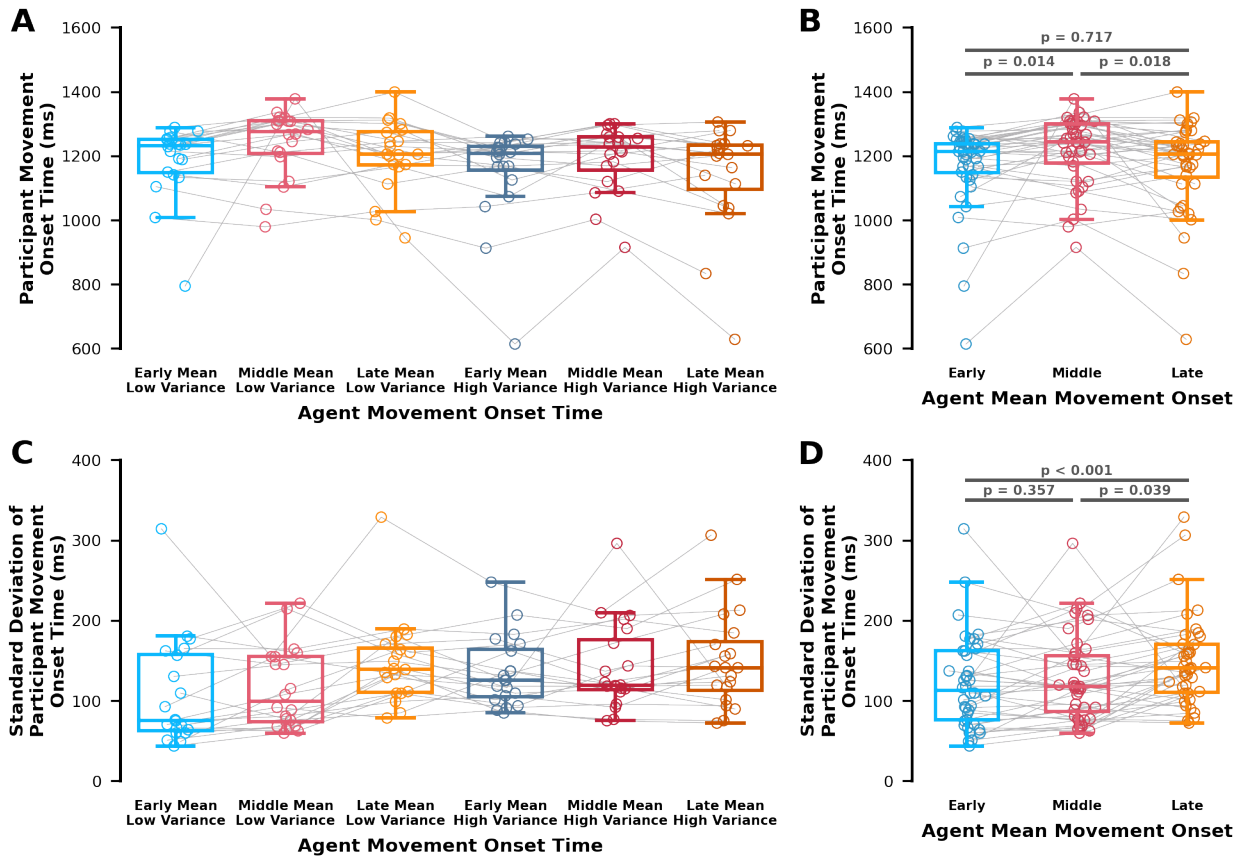 A
Participant Movement
Onset Time (ms)
1600
1400
1200
1000
800
600
Early Mean
Low Variance
Middle Mean
Low Variance
Late Mean
Low Variance
Early Mean
High Variance
Middle Mean
High Variance
Late Mean
High Variance
Agent Movement Onset Time
B
Participant Movement
Onset Time (ms)
1600
1400
1200
1000
800
600
p = 0.717
p = 0.014
p = 0.018
Early
Middle
Late
Agent Mean Movement Onset
C
Standard Deviation of
Participant Movement
Onset Time (ms)
400
300
200
100
0
Early Mean
Low Variance
Middle Mean
Low Variance
Late Mean
Low Variance
Early Mean
High Variance
Middle Mean
High Variance
Late Mean
High Variance
Agent Movement Onset Time
D
Standard Deviation of
Participant Movement
Onset Time (ms)
400
300
200
100
0
p < 0.001
p = 0.357
p = 0.039
Early
Middle
Late
Agent Mean Movement Onset